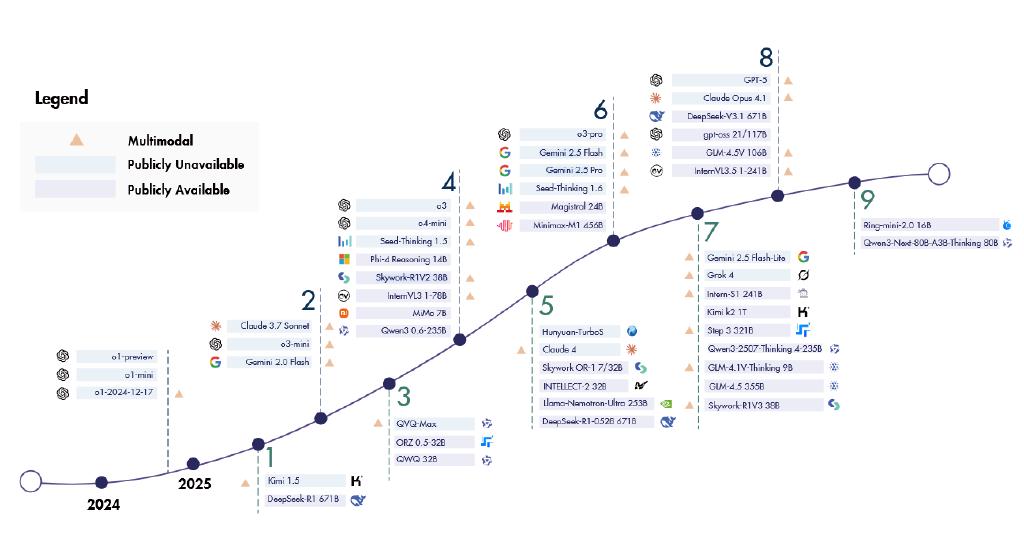 Legend
Multimodal
Publicly Unavailable
Publicly Available
o1-preview
o1-mini
o1-2024-12-17
2024
2025
1
Kimi 1.5
DeepSeek-R1 671B
2
Claude 3.7 Sonnet
o3-mini
Gemini 2.0 Flash
3
QVQ-Max
ORZ 0.5-32B
QWQ 32B
4
o3
o4-mini
Seed-Thinking 1.5
Phi-4 Reasoning 14B
Skywork-R1V2 38B
InternVL3 1-78B
MiMo 7B
Qwen3 0.6-235B
5
Hunyuan-TurboS
Claude 4
Skywork OR-1 7/32B
INTELLECT-2 32B
Llama-Nemotron-Ultra 253B
DeepSeek-R1-0528 671B
6
o3-pro
Gemini 2.5 Flash
Gemini 2.5 Pro
Seed-Thinking 1.6
Magistral 24B
Minimax-M1 456B
7
Gemini 2.5 Flash-Lite
Grok 4
Intern-S1 241B
Kimi k2 1T
Step 3 321B
Qwen3-2507-Thinking 4-235B
GLM-4.1V-Thinking 9B
GLM-4.5 355B
Skywork-R1V3 38B
8
GPT-5
Claude Opus 4.1
DeepSeek-V3.1 671B
gpt-oss 21/117B
GLM-4.5V 106B
InternVL3.5 1-241B
9
Ring-mini-2.0 16B
Qwen3-Next-80B-A3B-Thinking 80B